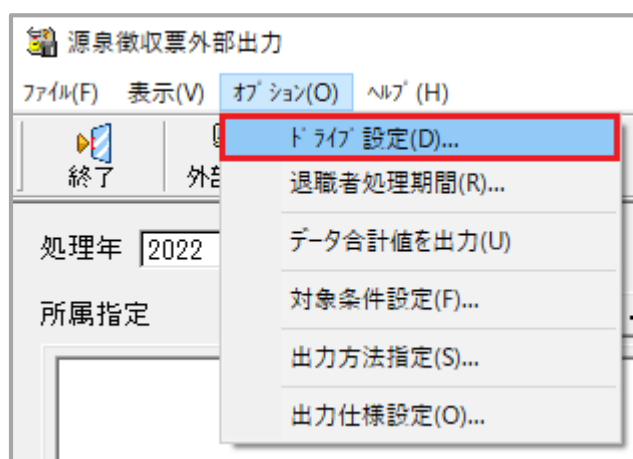 源泉徴収票外部出力
ﾌｧｲﾙ(F) 表示(V) ｵﾌﾟｼｮﾝ(O) ﾍﾙﾌﾟ(H)
ﾄﾞﾗｲﾌﾞ設定(D)...
終了 外部
退職者処理期間(R)...
処理年 2022
データ合計値を出力(U)
対象条件設定(F)...
所属指定
出力方法指定(S)...
出力仕様設定(O)...